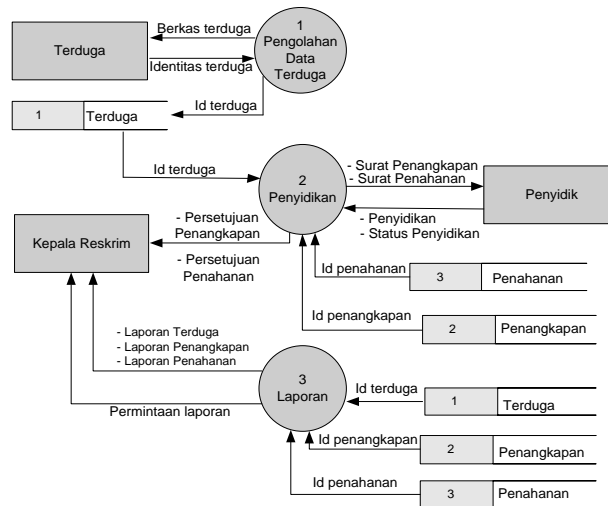 Terduga
Berkas terduga
Identitas terduga
1
Pengolahan
Data
Terduga
Id terduga
1
Terduga
Id terduga
2
Penyidikan
- Surat Penangkapan
- Surat Penahanan
Penyidik
- Penyidikan
- Status Penyidikan
Kepala Reskrim
- Persetujuan
Penangkapan
- Persetujuan
Penahanan
Id penahanan
3
Penahanan
Id penangkapan
2
Penangkapan
- Laporan Terduga
- Laporan Penangkapan
- Laporan Penahanan
Permintaan laporan
3
Laporan
Id terduga
1
Terduga
Id penangkapan
2
Penangkapan
Id penahanan
3
Penahanan